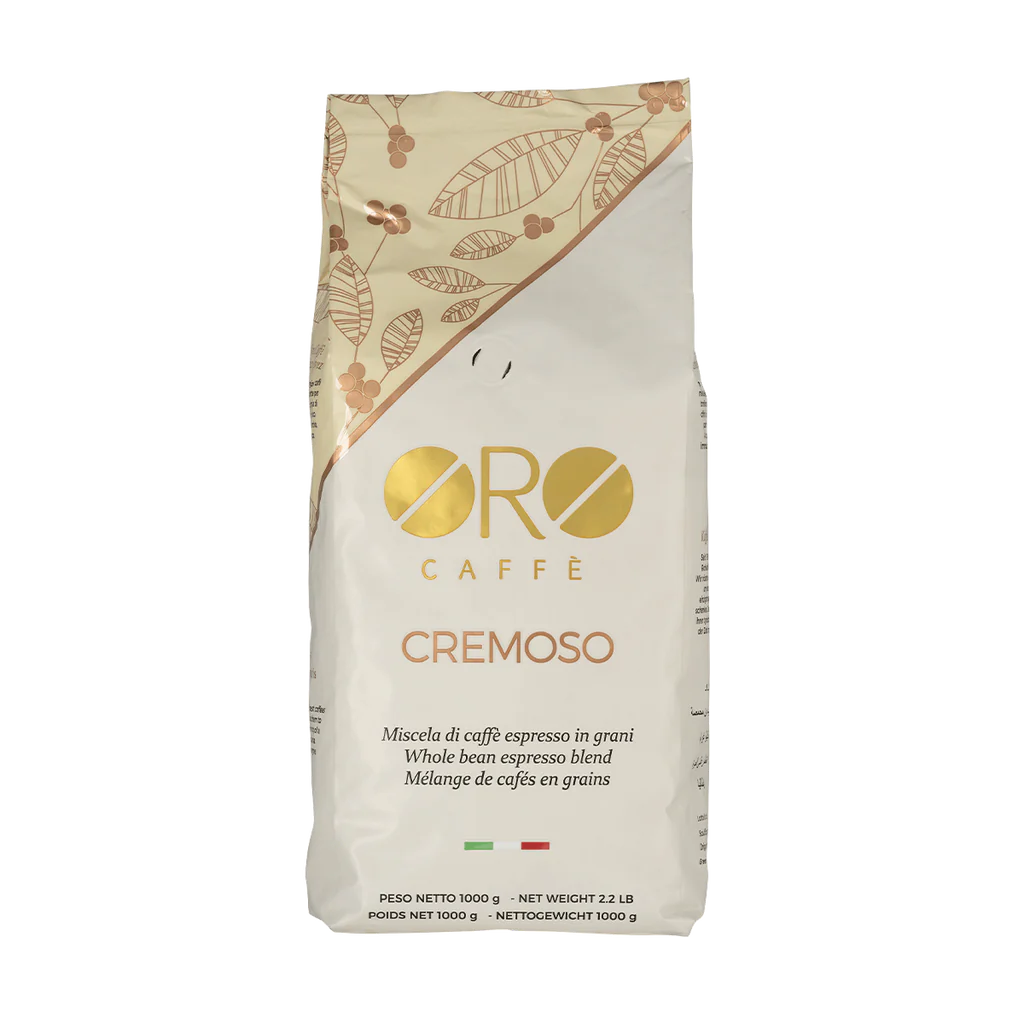 ORO
CAFFÈ
CREMOSO
Miscela di caffè espresso in grani
Whole bean espresso blend
Mélange de cafés en grains
PESO NETTO 1000 g - NET WEIGHT 2.2 LB
POIDS NET 1000 g - NETTOGEWICHT 1000 g